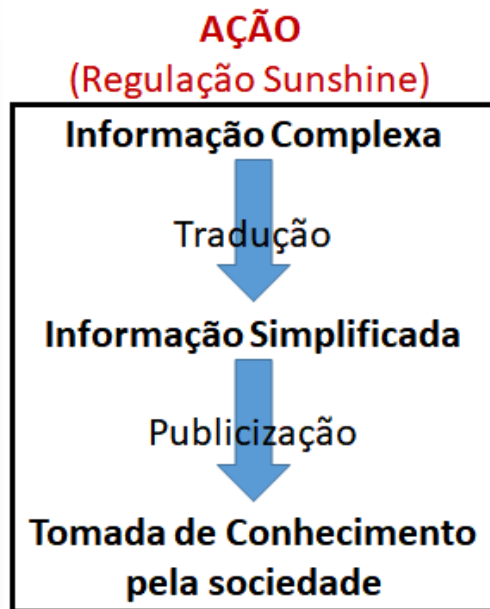 AÇÃO
(Regulação Sunshine)
Informação Complexa
Tradução
Informação Simplificada
Publicização
Tomada de Conhecimento
pela sociedade